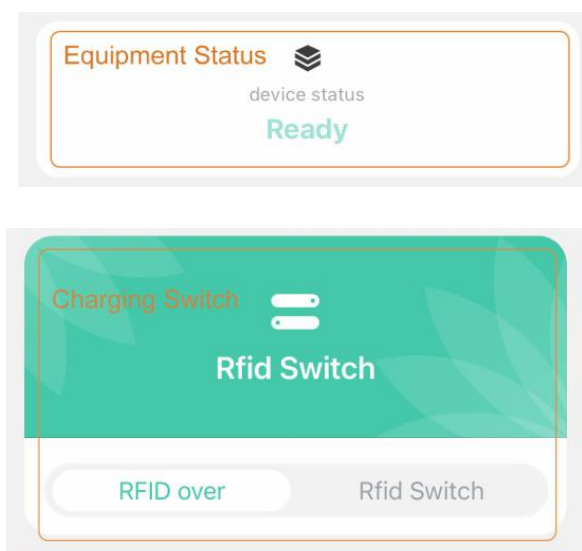 Equipment Status
device status
Ready
Charging Switch
Rfid Switch
RFID over
Rfid Switch